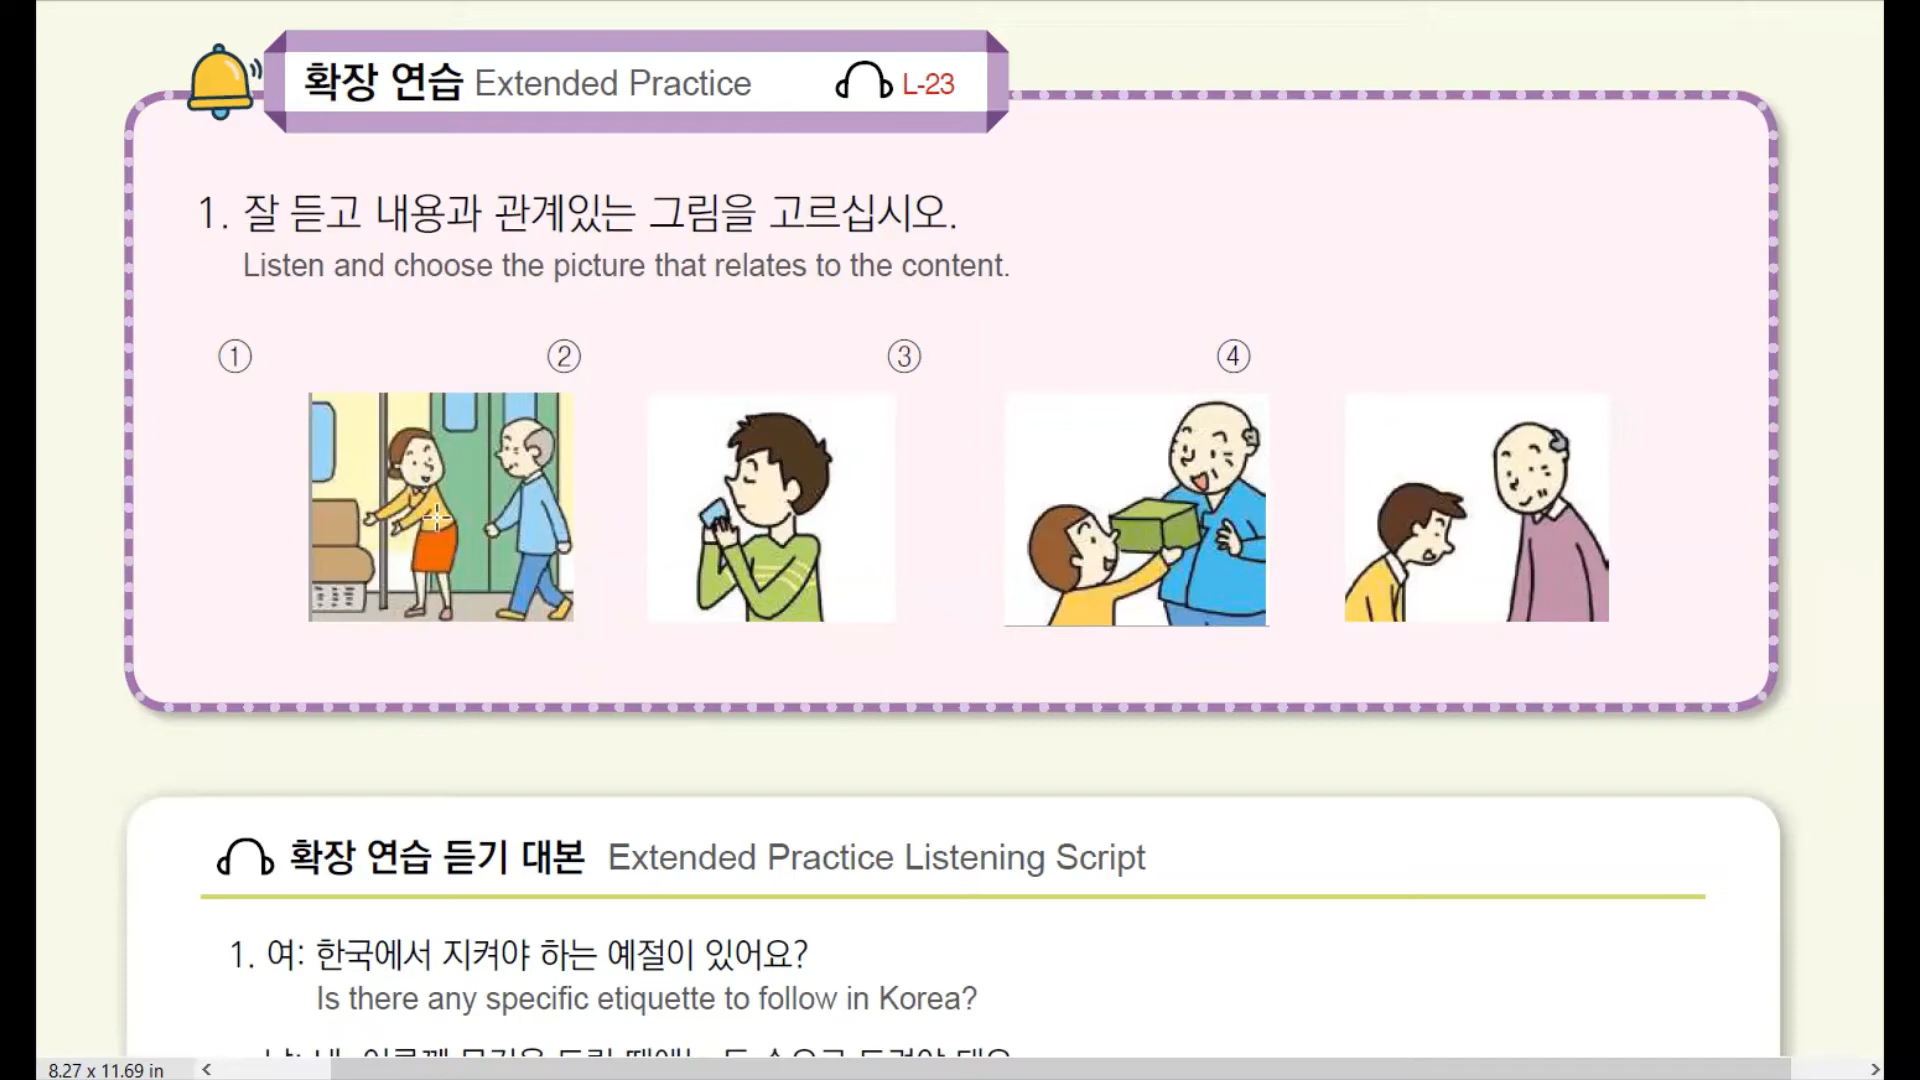 확장 연습 Extended Practice L-23
1. 잘 듣고 내용과 관계있는 그림을 고르십시오.
Listen and choose the picture that relates to the content.
① ② ③ ④
확장 연습 듣기 대본 Extended Practice Listening Script
1. 여: 한국에서 지켜야 하는 예절이 있어요?
Is there any specific etiquette to follow in Korea?
8.27 x 11.69 in